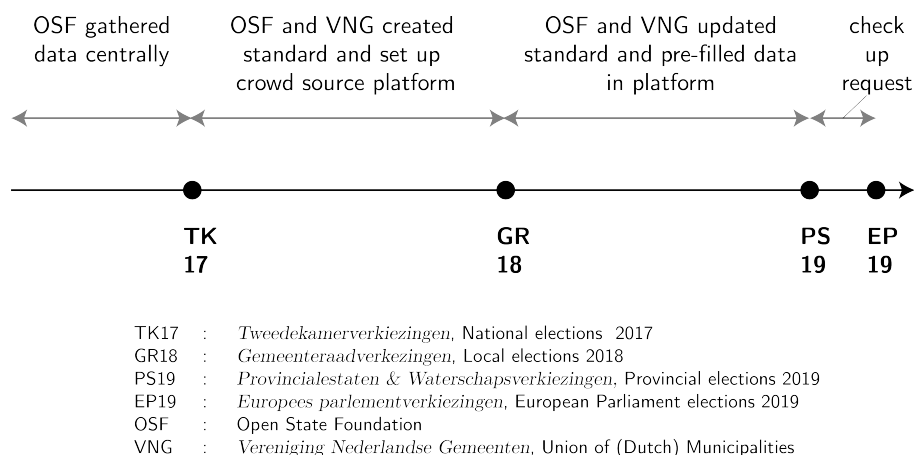 OSF gathered
data centrally
OSF and VNG created
standard and set up
crowd source platform
OSF and VNG updated
standard and pre-filled data
in platform
check
up
request
TK
17
GR
18
PS
19
EP
19
TK17 : Tweedekamerverkiezingen, National elections 2017
GR18 : Gemeenteraadverkezingen, Local elections 2018
PS19 : Provincialestaten & Waterschapsverkiezingen, Provincial elections 2019
EP19 : Europees parlementverkiezingen, European Parliament elections 2019
OSF : Open State Foundation
VNG : Vereniging Nederlandse Gemeenten, Union of (Dutch) Municipalities